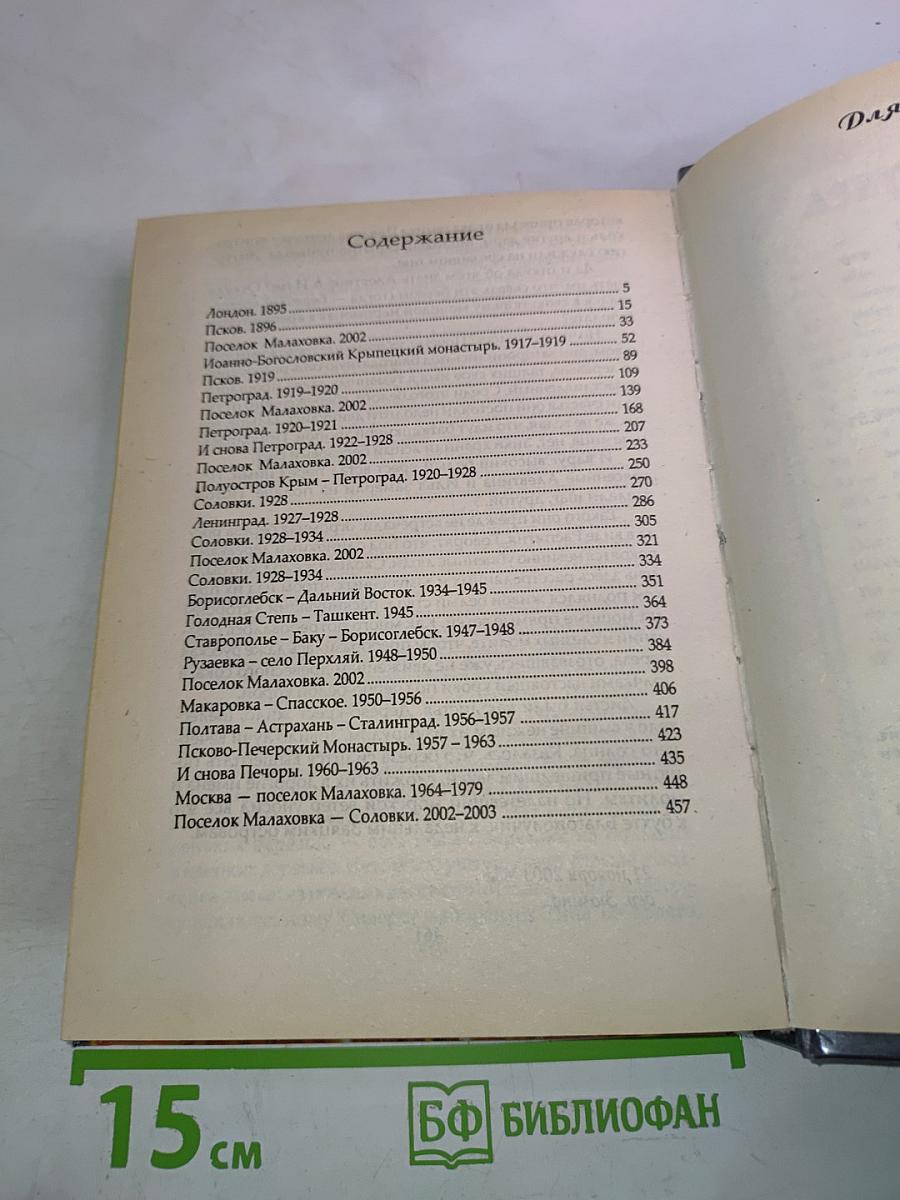 Содержание
Лондон. 1895 5
Псков. 1896 15
Поселок Малаховка. 2002 33
Иоанно-Богословский Крыпецкий монастырь. 1917–1919 52
Псков. 1919 89
Петроград. 1919–1920 109
Поселок Малаховка. 2002 139
Петроград. 1920–1921 168
И снова Петроград. 1922–1928 207
Поселок Малаховка. 2002 233
Полуостров Крым – Петроград. 1920–1928 250
Соловки. 1928 270
Ленинград. 1927–1928 286
Соловки. 1928–1934 305
Поселок Малаховка. 2002 321
Соловки. 1928–1934 334
Борисоглебск – Дальний Восток. 1934–1945 351
Голодная Степь – Ташкент. 1945 364
Ставрополье – Баку – Борисоглебск. 1947–1948 373
Рузаевка – село Перхляй. 1948–1950 384
Поселок Малаховка. 2002 398
Макаровка – Спасское. 1950–1956 406
Полтава – Астрахань – Сталинград. 1956–1957 417
Псково-Печерский Монастырь. 1957 – 1963 423
И снова Печоры. 1960–1963 435
Москва — поселок Малаховка. 1964–1979 448
Поселок Малаховка — Соловки. 2002–2003 457
Для
15 см
БФ БИБЛИОФАН